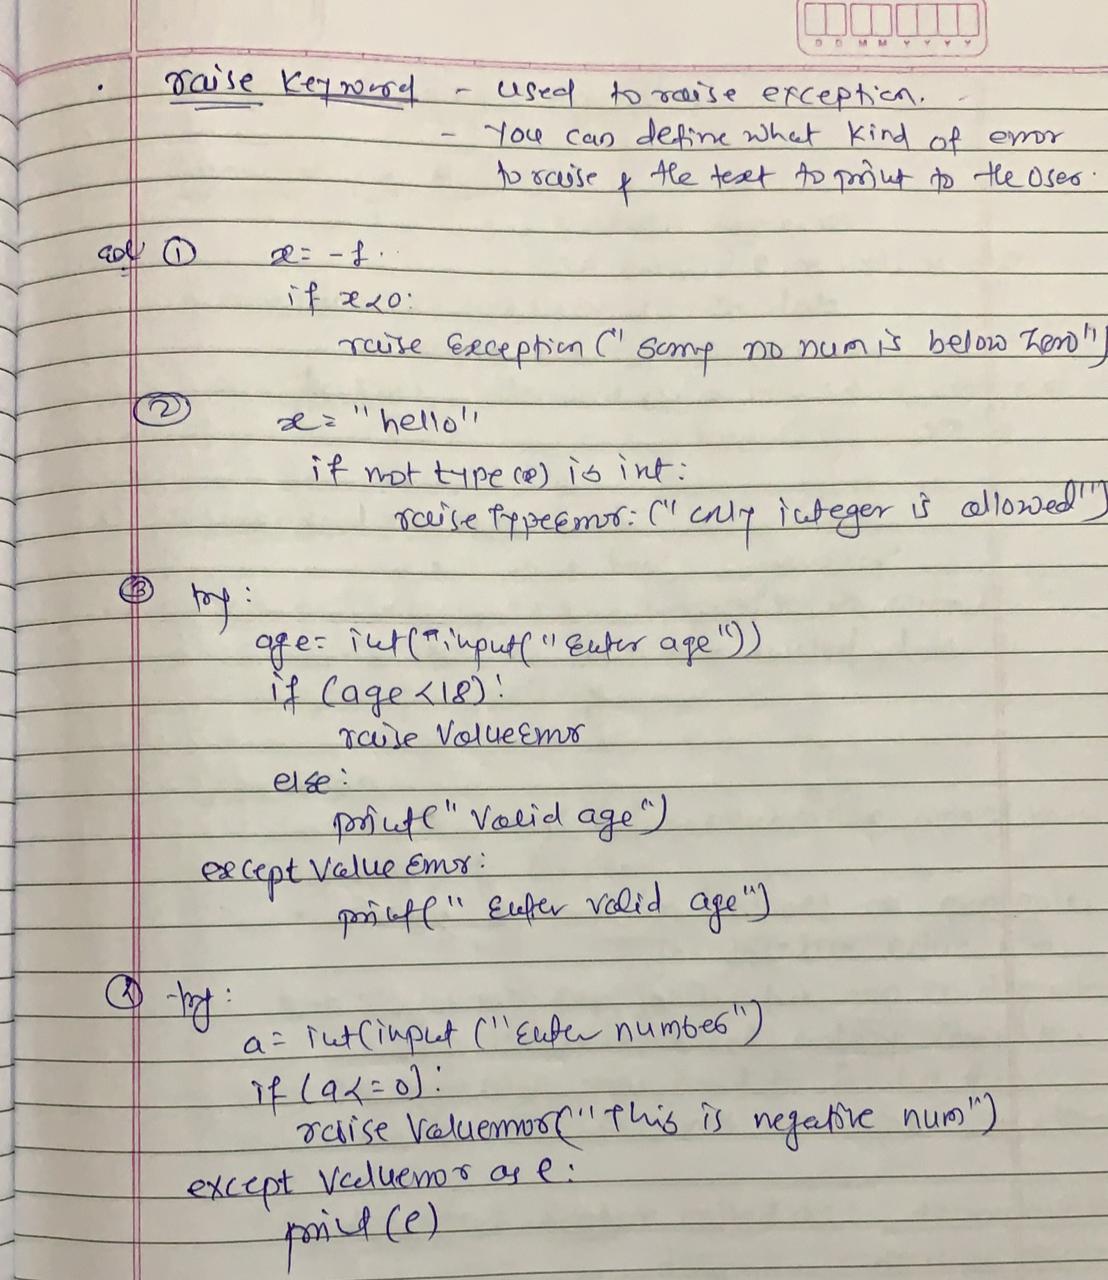 D D M M Y Y Y Y
. raise keyword - used to raise exception.
- You can define what kind of error
to raise & the text to print to the User.
① x = -1.
if x<0:
raise Exception ("Sorry no num is below Zero")
② x = "hello"
if not type(x) is int:
raise TypeError: ("Only integer is allowed")
③ try:
age = int(input("Enter age"))
if (age <18):
raise ValueError
else:
print("Valid age")
except Value Error:
print("Enter valid age")
try:
a = int(input ("Enter number")
if (a<=0):
raise Valueerror("this is negative num")
except Valueerror as e:
print(e)